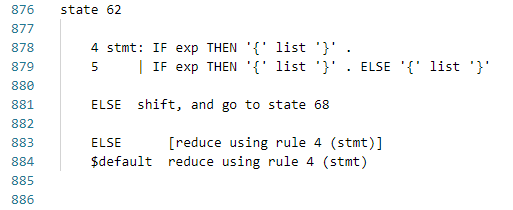 876 state 62
877
878 4 stmt: IF exp THEN '{' list '}' .
879 5 | IF exp THEN '{' list '}' . ELSE '{' list '}'
880
881 ELSE shift, and go to state 68
882
883 ELSE [reduce using rule 4 (stmt)]
884 $default reduce using rule 4 (stmt)
885
886